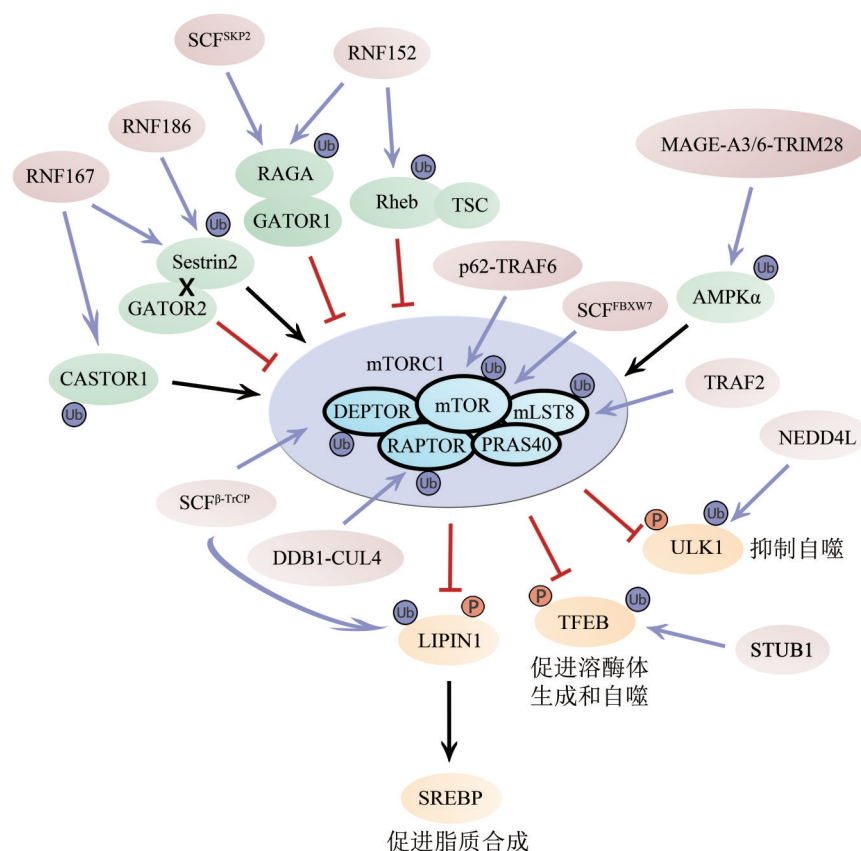 SCF^SKP2
RNF152
RNF186
MAGE-A3/6-TRIM28
Ub
RNF167
RAGA
Ub
Rheb
TSC
GATOR1
Ub
Sestrin2
p62-TRAF6
Ub
X
GATOR2
SCF^FBXW7
AMPKα
mTORC1
Ub
CASTOR1
Ub
TRAF2
Ub
DEPTOR
mTOR
mLST8
Ub
RAPTOR
PRAS40
NEDD4L
Ub
SCF^β-TrCP
P
Ub
DDB1-CUL4
ULK1
抑制自噬
Ub
P
P
Ub
LIPIN1
TFEB
STUB1
促进溶酶体
生成和自噬
SREBP
促进脂质合成